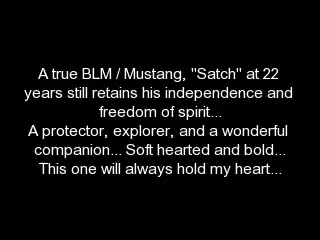 A true BLM / Mustang, "Satch" at 22
years still retains his independence and
freedom of spirit...
A protector, explorer, and a wonderful
companion... Soft hearted and bold...
This one will always hold my heart...